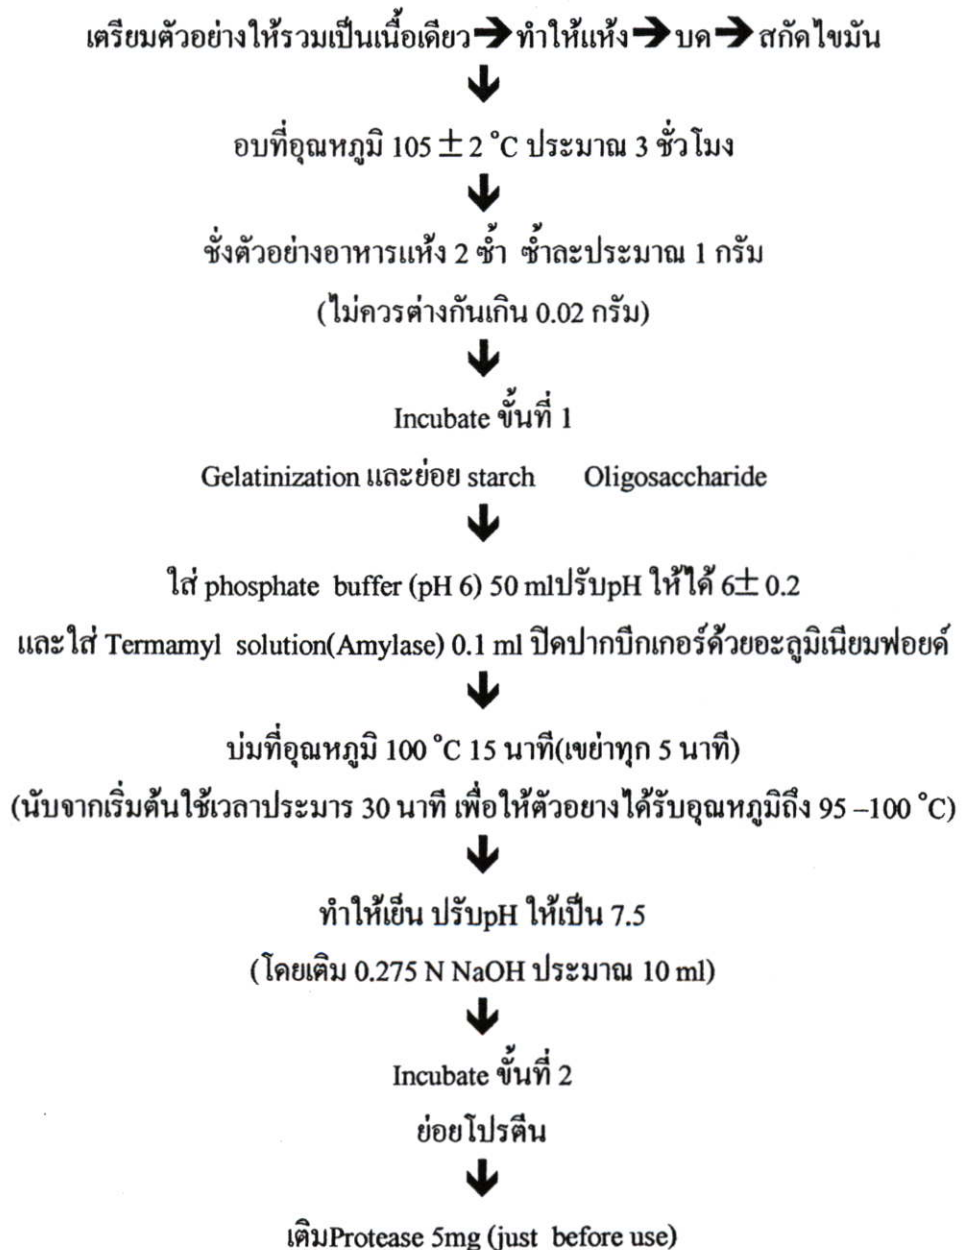 เตรียมตัวอย่างให้รวมเป็นเนื้อเดียว➔ทำให้แห้ง➔บด➔สกัดไขมัน
อบที่อุณหภูมิ 105 ± 2 °C ประมาณ 3 ชั่วโมง
ชั่งตัวอย่างอาหารแห้ง 2 ซ้ำ ซ้ำละประมาณ 1 กรัม
(ไม่ควรต่างกันเกิน 0.02 กรัม)
Incubate ขั้นที่ 1
Gelatinization และย่อย starch Oligosaccharide
ใส่ phosphate buffer (pH 6) 50 mlปรับpH ให้ได้ 6± 0.2
และใส่ Termamyl solution(Amylase) 0.1 ml ปิดปากบีกเกอร์ด้วยอะลูมิเนียมฟอยด์
บ่มที่อุณหภูมิ 100 °C 15 นาที(เขย่าทุก 5 นาที)
(นับจากเริ่มต้นใช้เวลาประมาร 30 นาที เพื่อให้ตัวอยางได้รับอุณหภูมิถึง 95 –100 °C)
ทำให้เย็น ปรับpH ให้เป็น 7.5
(โดยเติม 0.275 N NaOH ประมาณ 10 ml)
Incubate ขั้นที่ 2
ย่อยโปรตีน
เติมProtease 5mg (just before use)